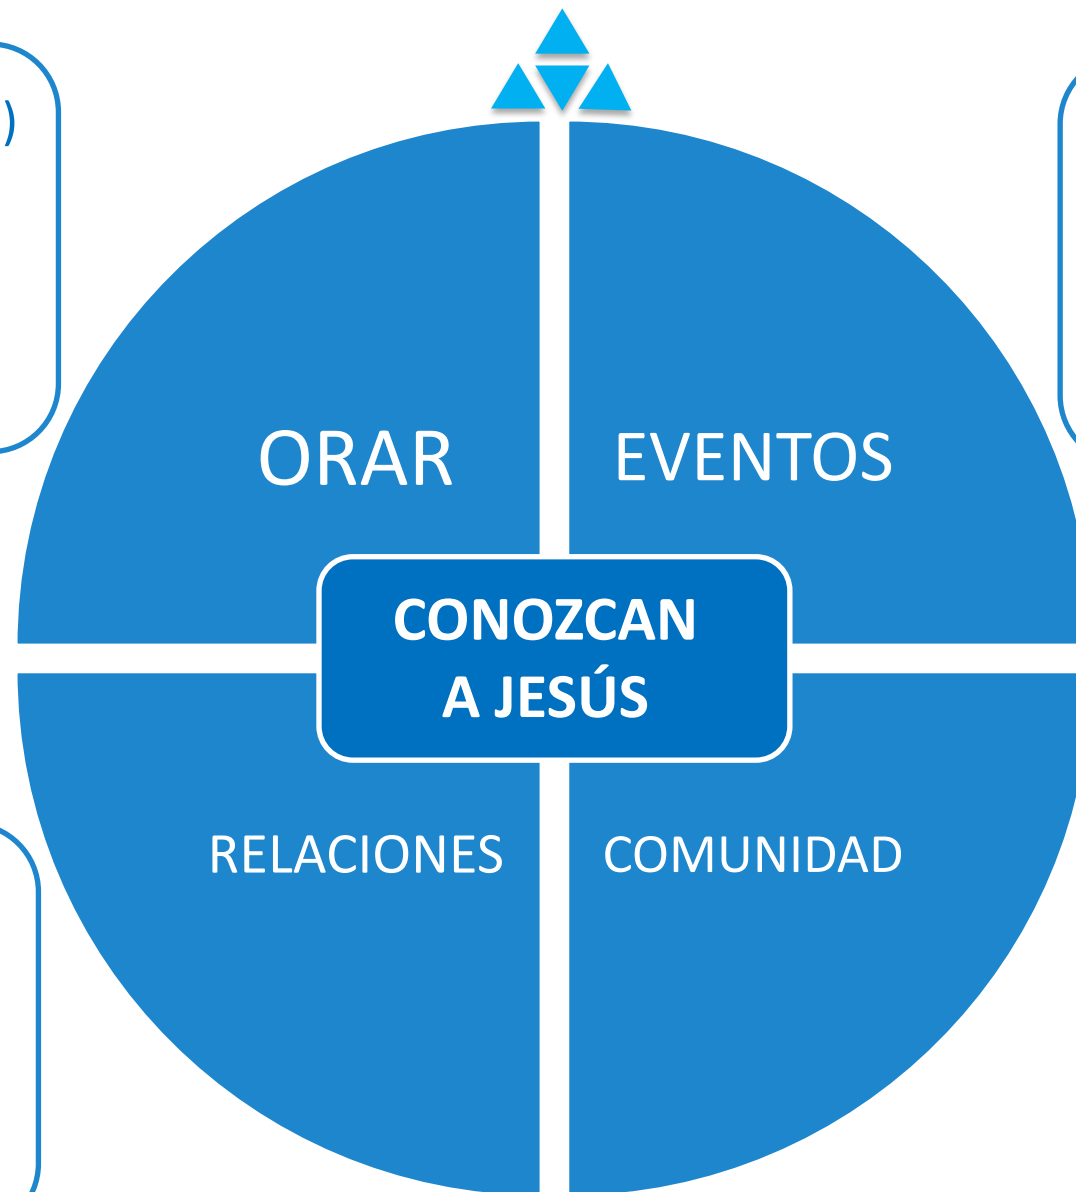 )
ORAR
EVENTOS
CONOZCAN
A JESÚS
RELACIONES
COMUNIDAD